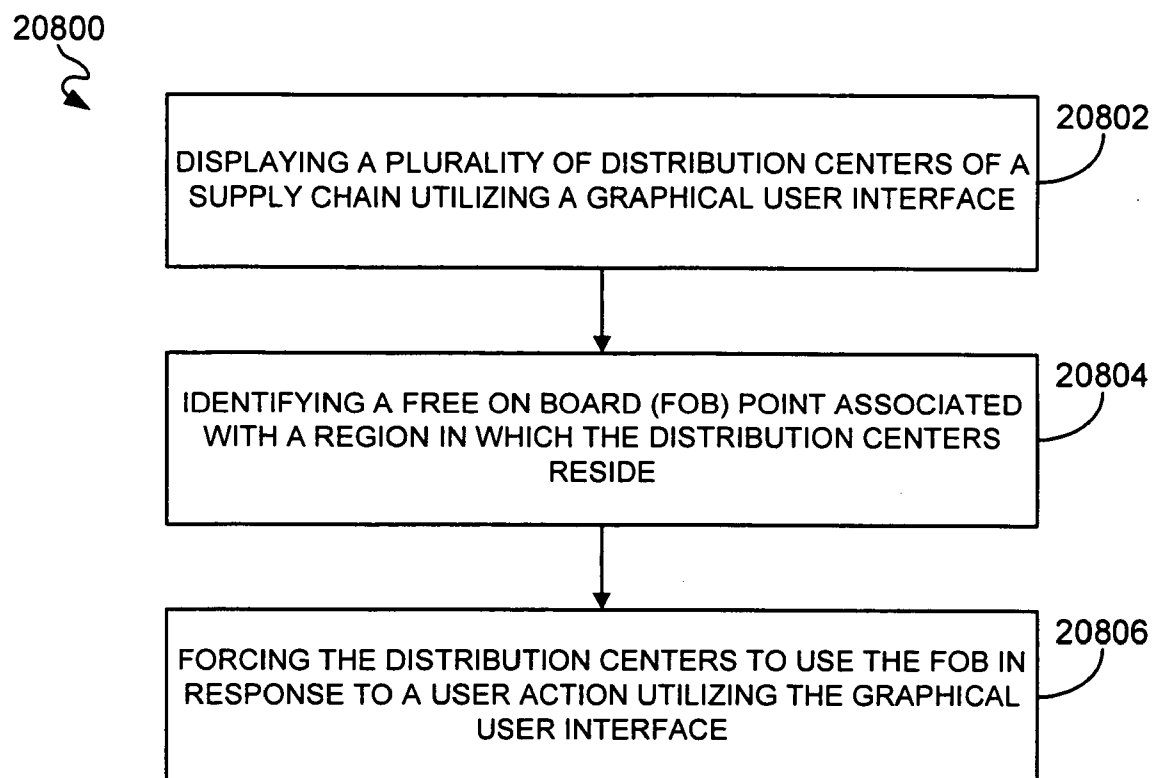 20800
20802
DISPLAYING A PLURALITY OF DISTRIBUTION CENTERS OF A
SUPPLY CHAIN UTILIZING A GRAPHICAL USER INTERFACE
20804
IDENTIFYING A FREE ON BOARD (FOB) POINT ASSOCIATED
WITH A REGION IN WHICH THE DISTRIBUTION CENTERS
RESIDE
20806
FORCING THE DISTRIBUTION CENTERS TO USE THE FOB IN
RESPONSE TO A USER ACTION UTILIZING THE GRAPHICAL
USER INTERFACE